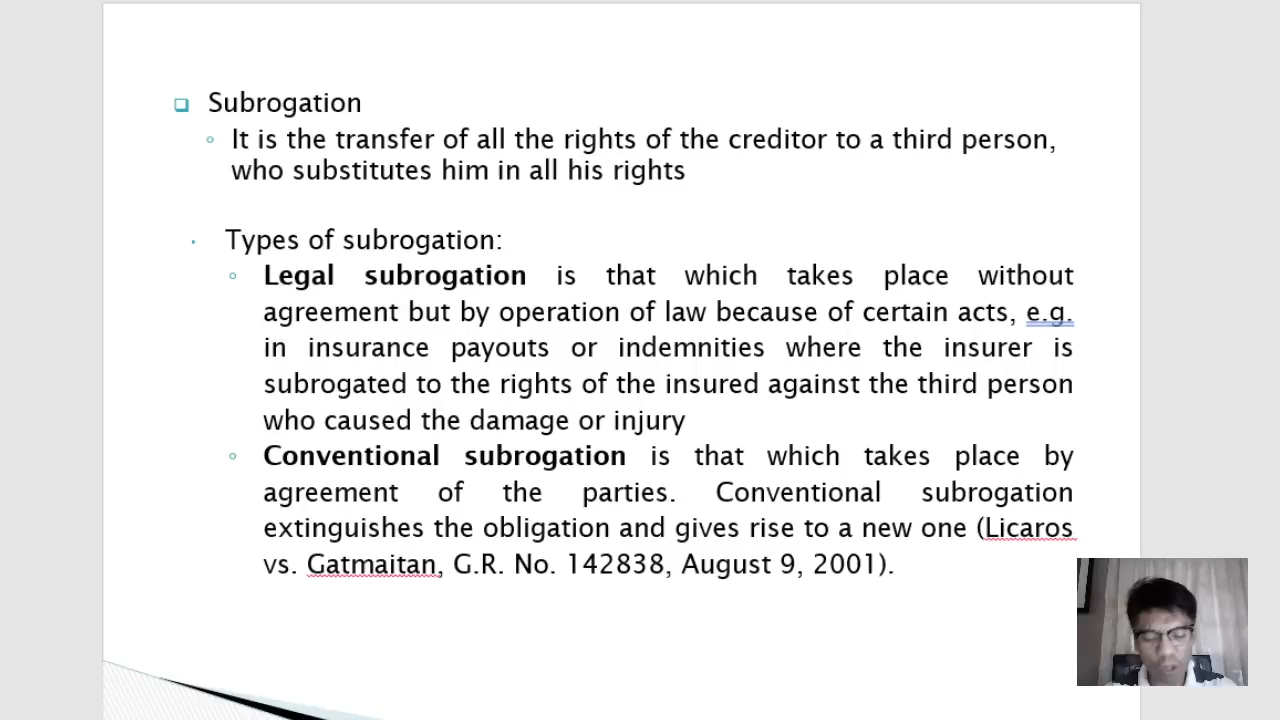 Subrogation
It is the transfer of all the rights of the creditor to a third person,
who substitutes him in all his rights
Types of subrogation:
Legal subrogation is that which takes place without
agreement but by operation of law because of certain acts, e.g.
in insurance payouts or indemnities where the insurer is
subrogated to the rights of the insured against the third person
who caused the damage or injury
Conventional subrogation is that which takes place by
agreement of the parties. Conventional subrogation
extinguishes the obligation and gives rise to a new one (Licaros
vs. Gatmaitan, G.R. No. 142838, August 9, 2001).